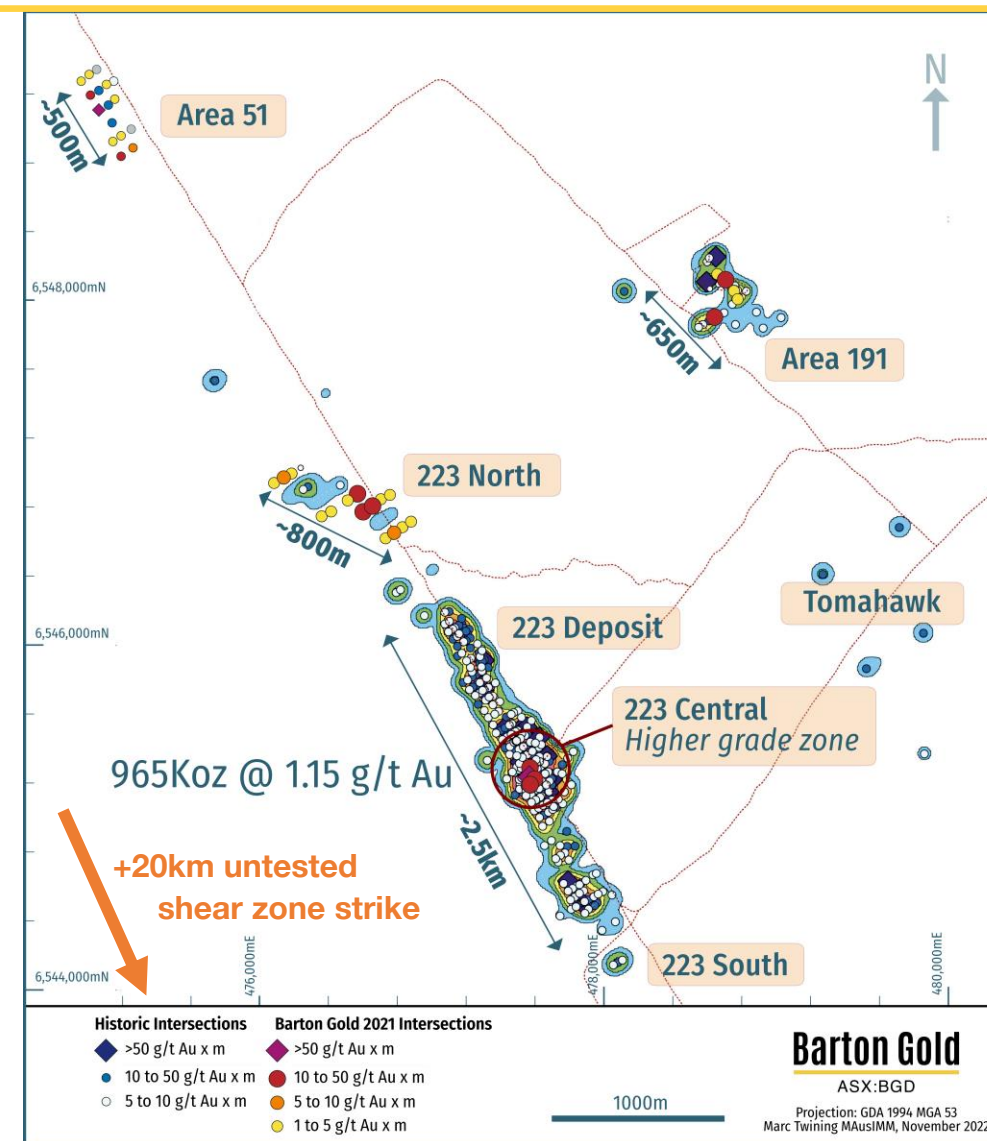 N
Area 51
~500m
6,548,000mN
~650m
Area 191
223 North
~800m
Tomahawk
6,546,000mN
223 Deposit
223 Central
Higher grade zone
965Koz @ 1.15 g/t Au
~2.5km
+20km untested
shear zone strike
223 South
6,544,000mN
476,000mE
478,000mE
480,000mE
Historic Intersections
>50 g/t Au x m
10 to 50 g/t Au x m
5 to 10 g/t Au x m
Barton Gold 2021 Intersections
>50 g/t Au x m
10 to 50 g/t Au x m
5 to 10 g/t Au x m
1 to 5 g/t Au x m
1000m
Barton Gold
ASX:BGD
Projection: GDA 1994 MGA 53
Marc Twining MAusIMM, November 2022